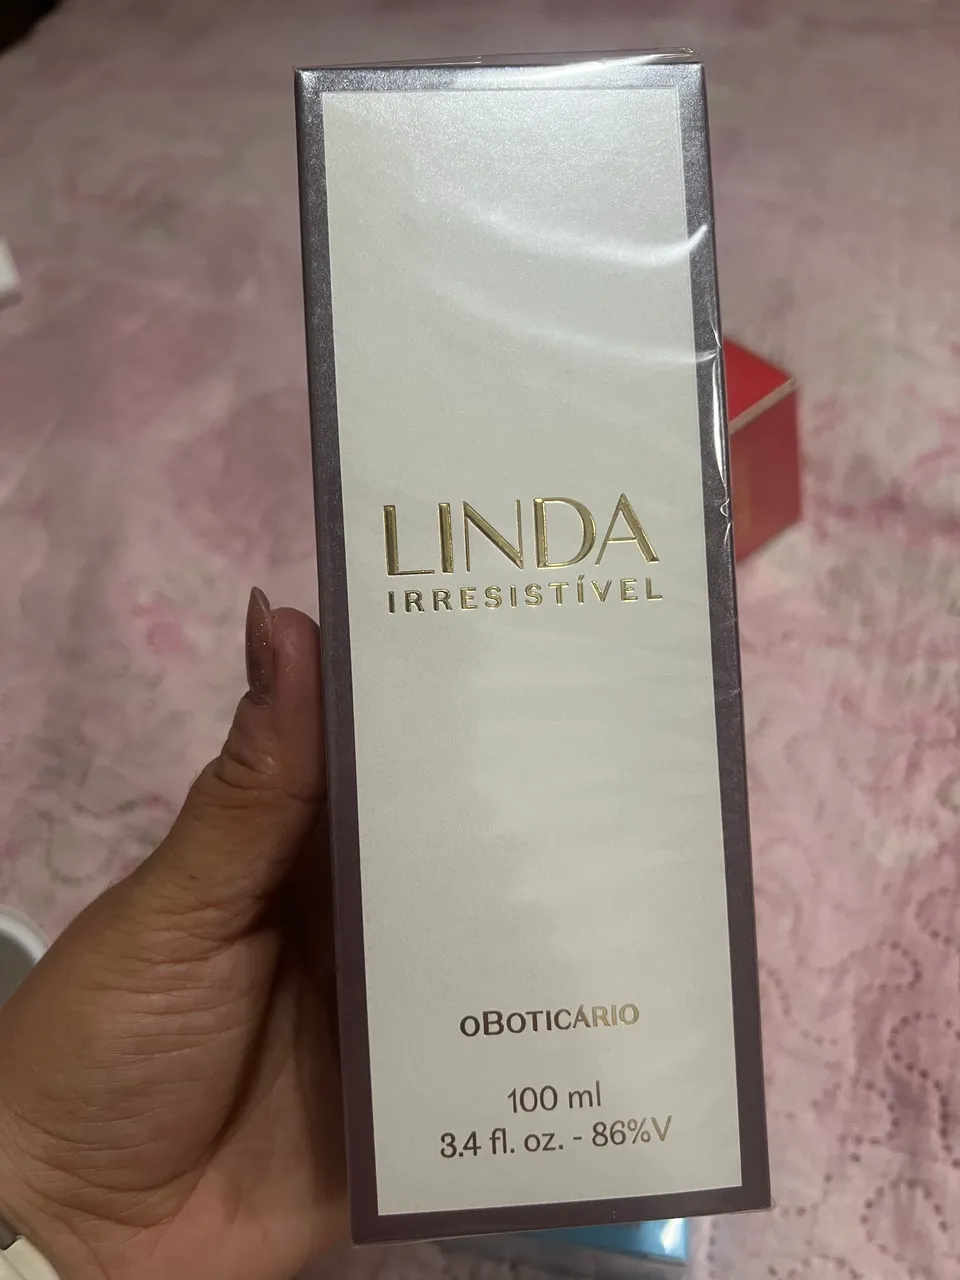 LINDA
IRRESISTÍVEL
oBOTICÁRIO
100 ml
3.4 fl. oz. - 86%V